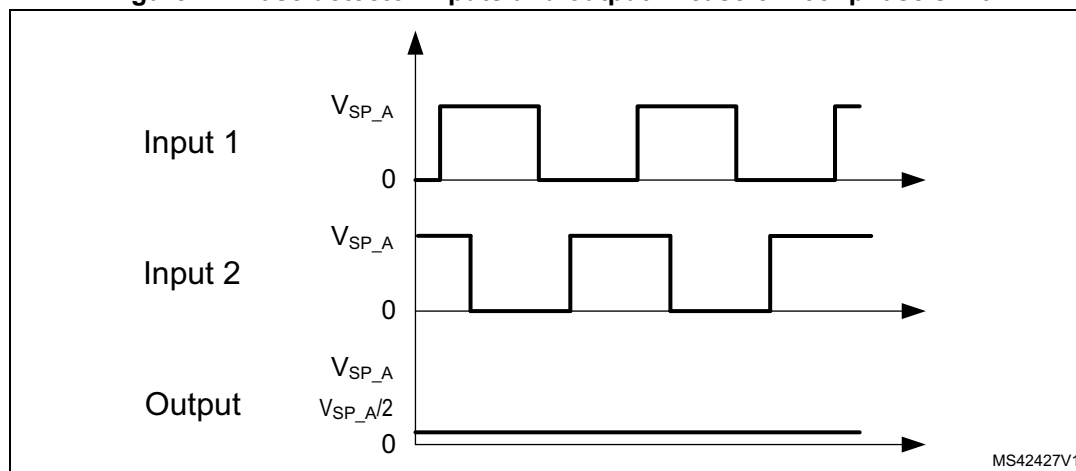 V_SP_A
Input 1
0
V_SP_A
Input 2
0
V_SP_A
Output
V_SP_A/2
0
MS42427V1